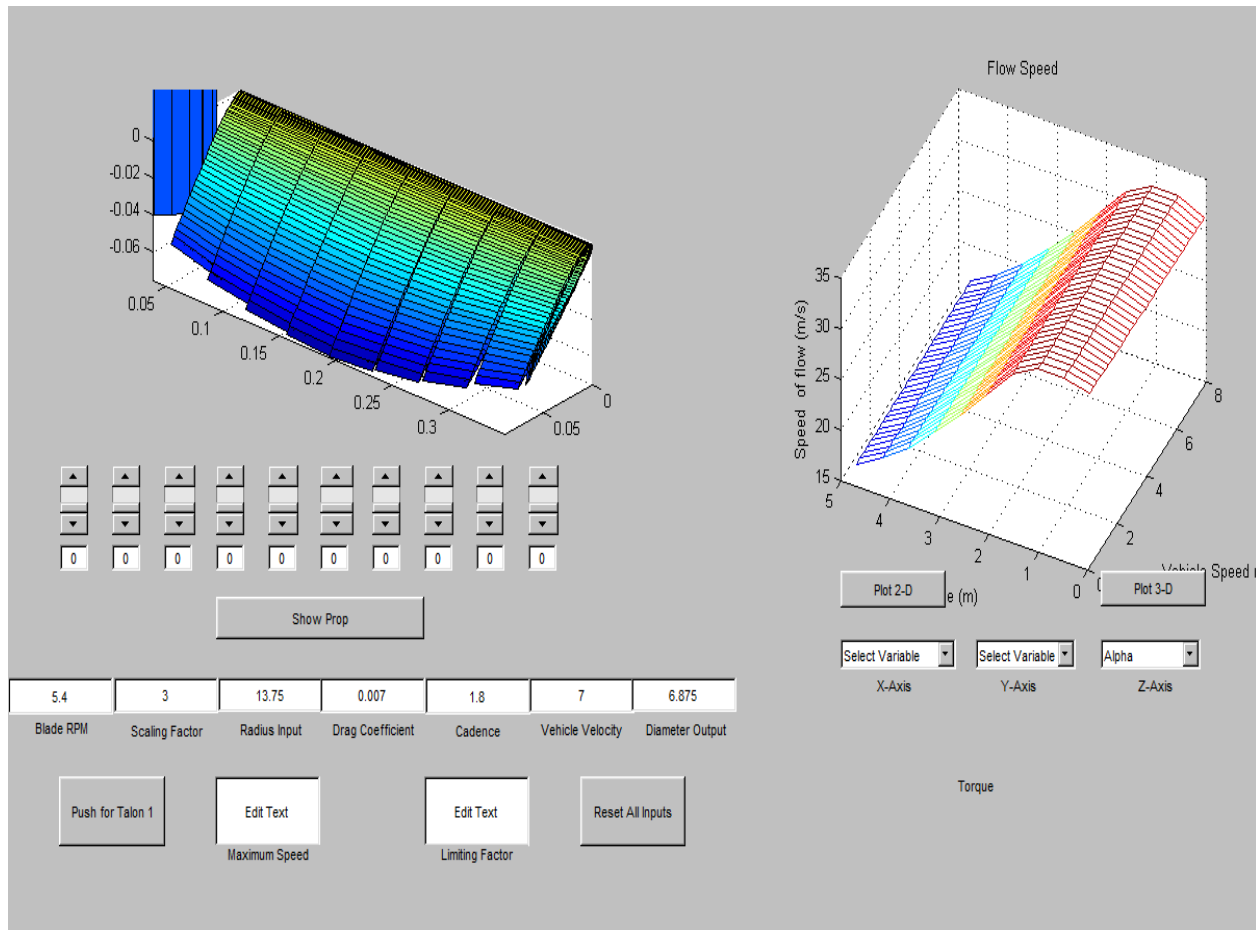 Flow Speed
0
-0.02
-0.04
-0.06
0.05
0.1
0.15
0.2
0.25
0.3
0.05
0
35
30
25
20
15
Speed of flow (m/s)
5
4
3
2
1
0
2
4
6
8
Vehicle Speed
e (m)
0 0 0 0 0 0 0 0 0 0
Show Prop
Plot 2-D Plot 3-D
Select Variable Select Variable Alpha
X-Axis Y-Axis Z-Axis
5.4 3 13.75 0.007 1.8 7 6.875
Blade RPM Scaling Factor Radius Input Drag Coefficient Cadence Vehicle Velocity Diameter Output
Push for Talon 1 Edit Text Edit Text Reset All Inputs
Maximum Speed Limiting Factor
Torque